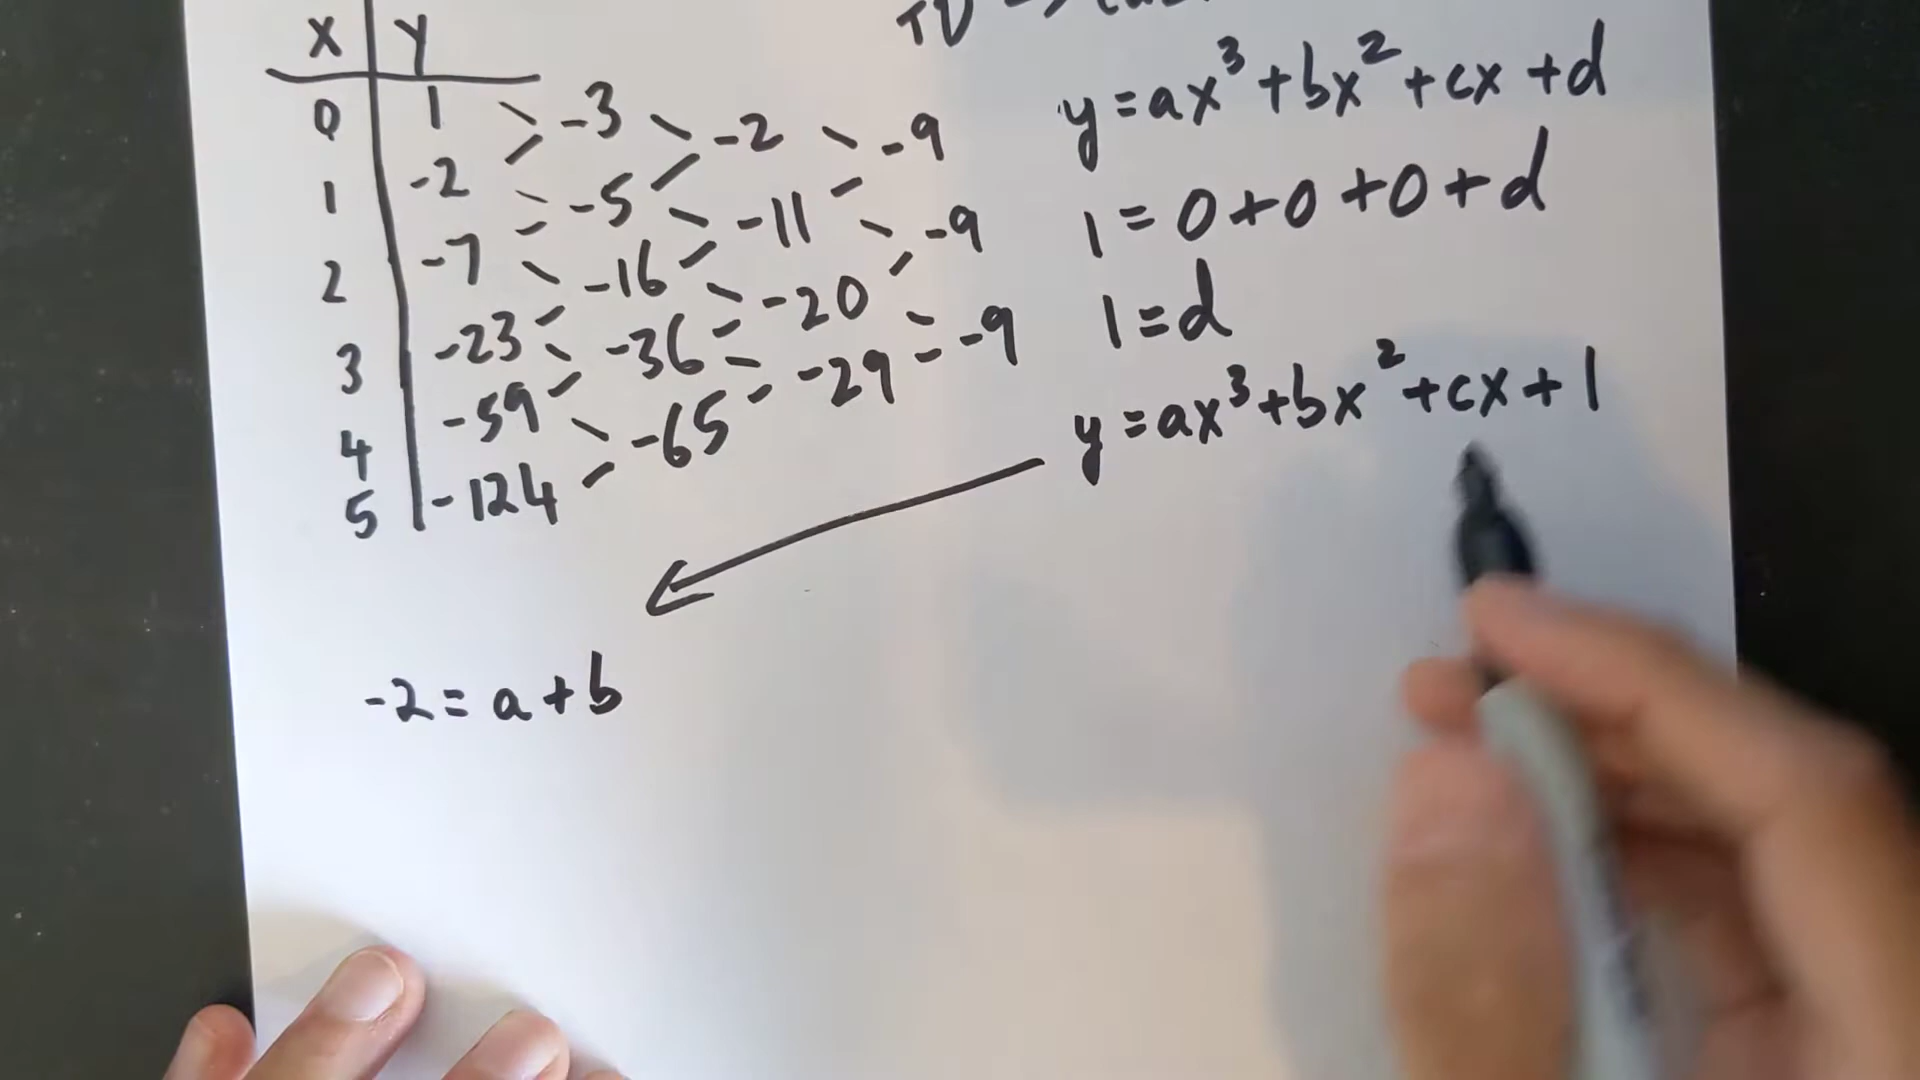 TD →
X Y
0 1 -3 -2 -9
1 -2 -5 -11 -9
2 -7 -16 -20 -9
3 -23 -36 -29
4 -59 -65
5 -124
y=ax³+bx²+cx+d
1=0+0+0+d
1=d
y=ax³+bx²+cx+1
-2=a+b